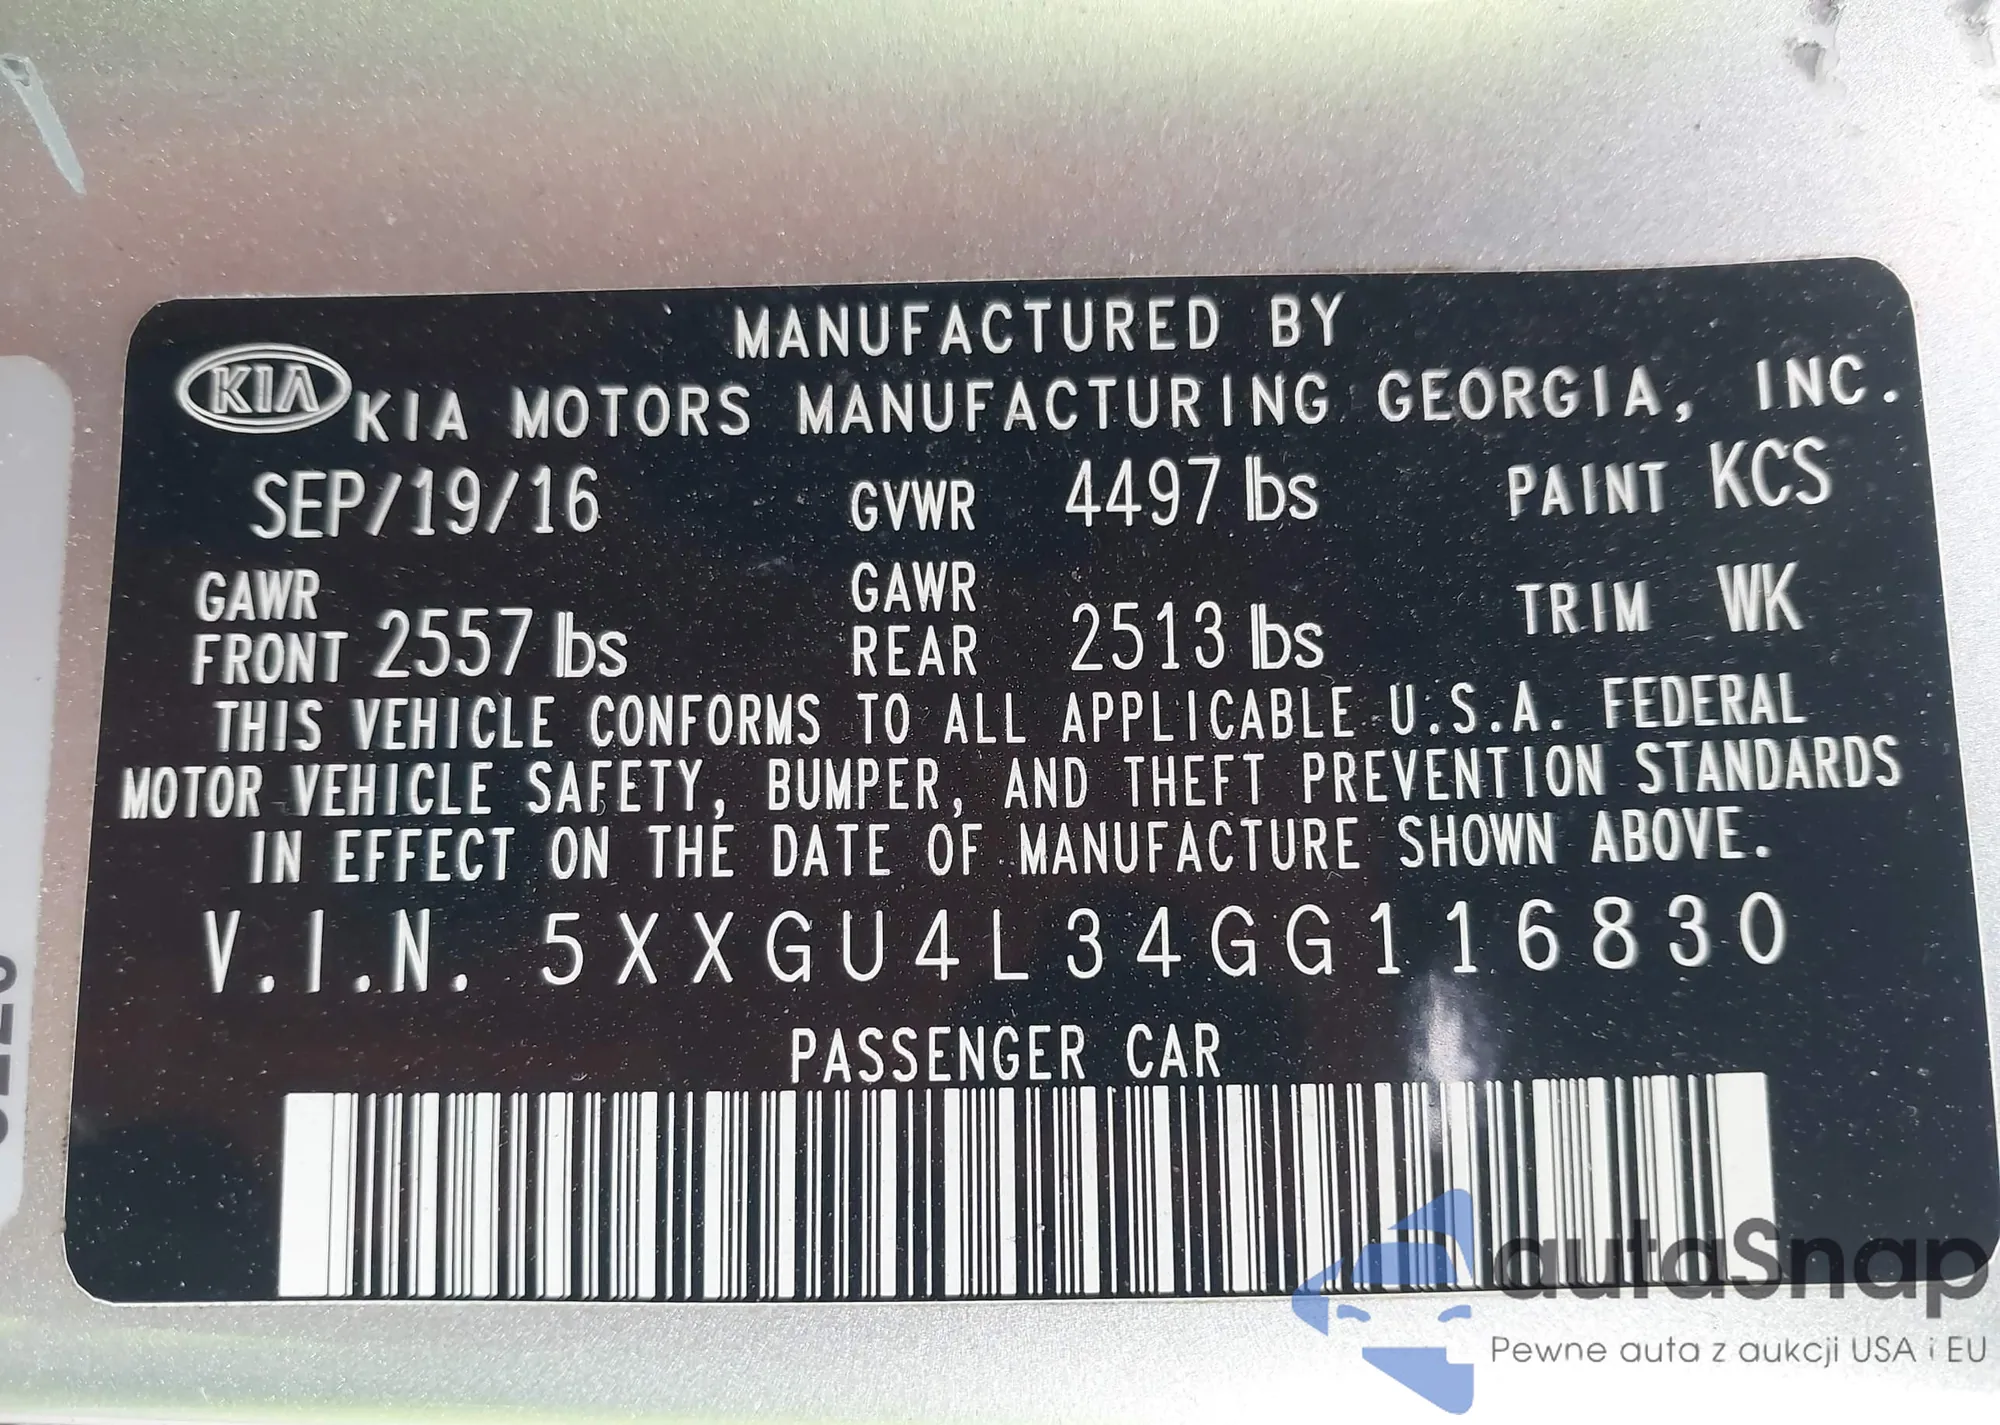 MANUFACTURED BY
KIA KIA MOTORS MANUFACTURING GEORGIA, INC.
SEP/19/16 GVWR 4497 lbs PAINT KCS
GAWR FRONT 2557 lbs GAWR REAR 2513 lbs TRIM WK
THIS VEHICLE CONFORMS TO ALL APPLICABLE U.S.A. FEDERAL
MOTOR VEHICLE SAFETY, BUMPER, AND THEFT PREVENTION STANDARDS
IN EFFECT ON THE DATE OF MANUFACTURE SHOWN ABOVE.
V.I.N. 5XXGU4L34GG116830
PASSENGER CAR
autaSnap
Pewne auta z aukcji USA i EU